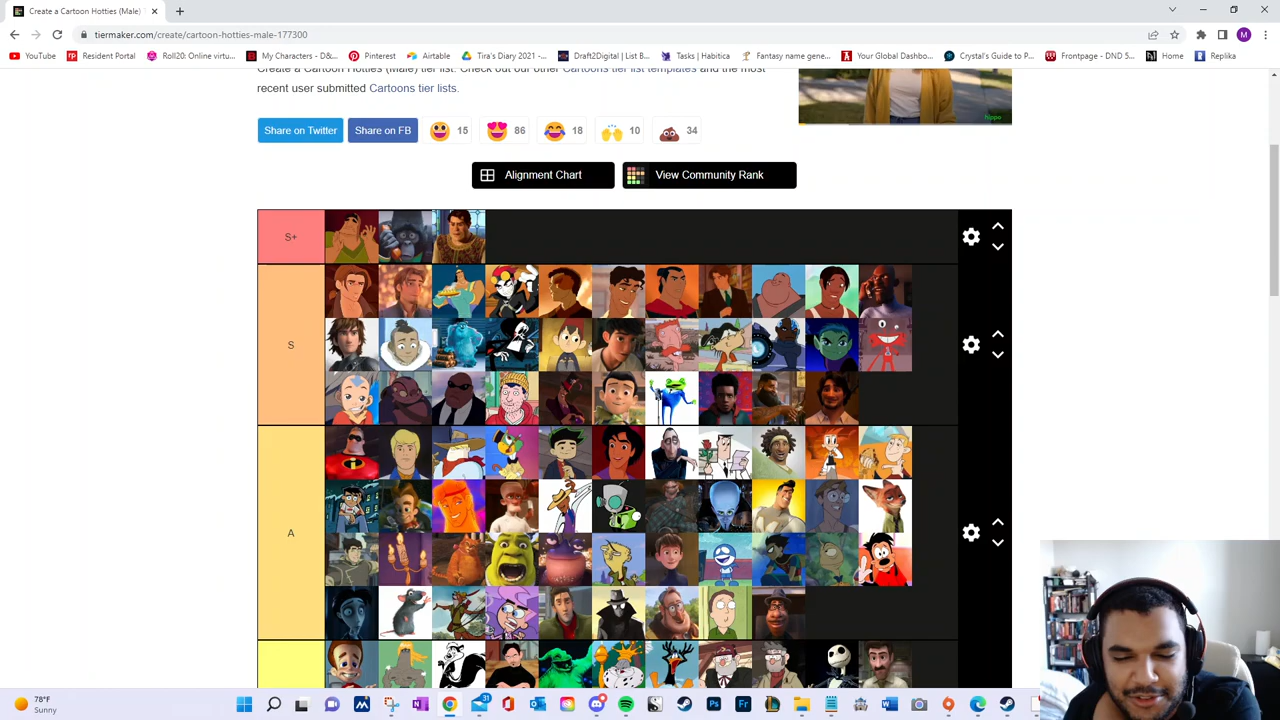 Create a Cartoon Hotties (Male)
tiermaker.com/create/cartoon-hotties-male-177300
M
YouTube
Resident Portal
Roll20: Online virtu...
My Characters - D&...
Pinterest
Airtable
Tira's Diary 2021 -...
Draft2Digital | List B...
Tasks | Habitica
Fantasy name gene...
Your Global Dashbo...
Crystal's Guide to P...
Frontpage - DND 5...
Home
Replika
Create a Cartoon Hotties (Male) tier list. Check out our other Cartoons tier list templates and the most
recent user submitted Cartoons tier lists.
hippo
Share on Twitter
Share on FB
15
86
18
10
34
Alignment Chart
View Community Rank
S+
S
A
78°F
Sunny
31